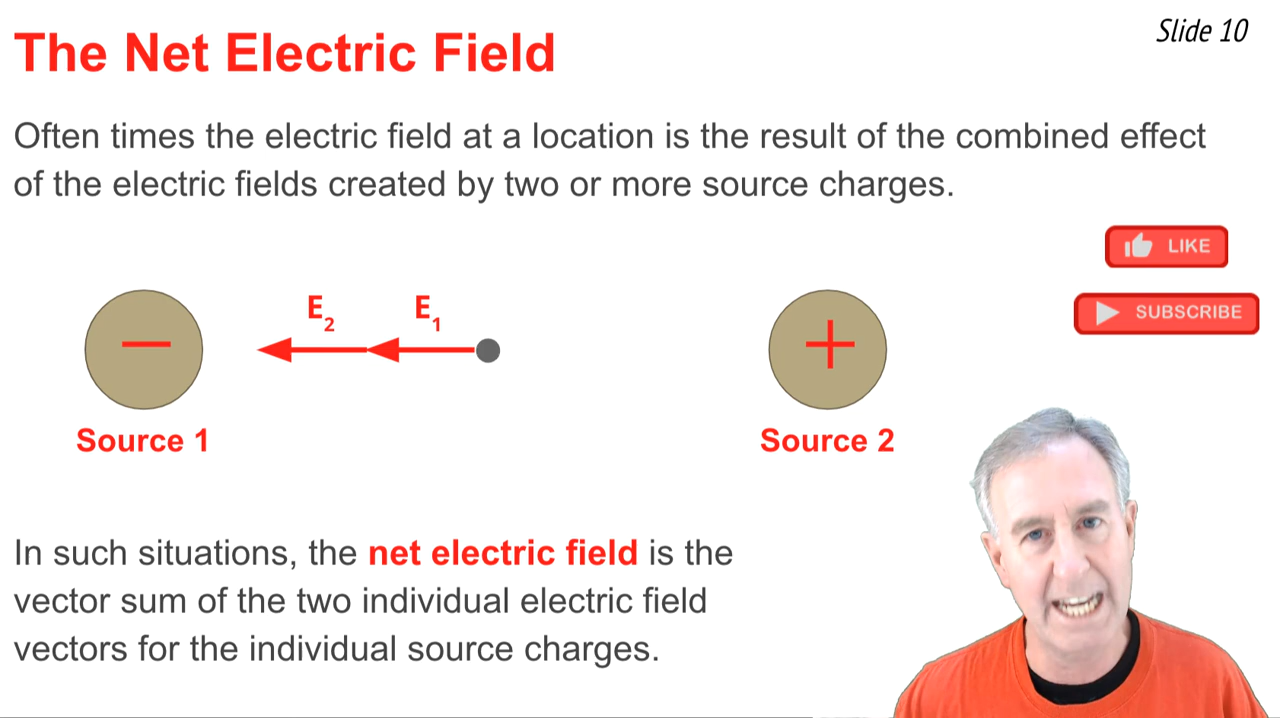 The Net Electric Field
Slide 10
Often times the electric field at a location is the result of the combined effect
of the electric fields created by two or more source charges.
LIKE
SUBSCRIBE
E₂
E₁
−
+
Source 1
Source 2
In such situations, the net electric field is the
vector sum of the two individual electric field
vectors for the individual source charges.